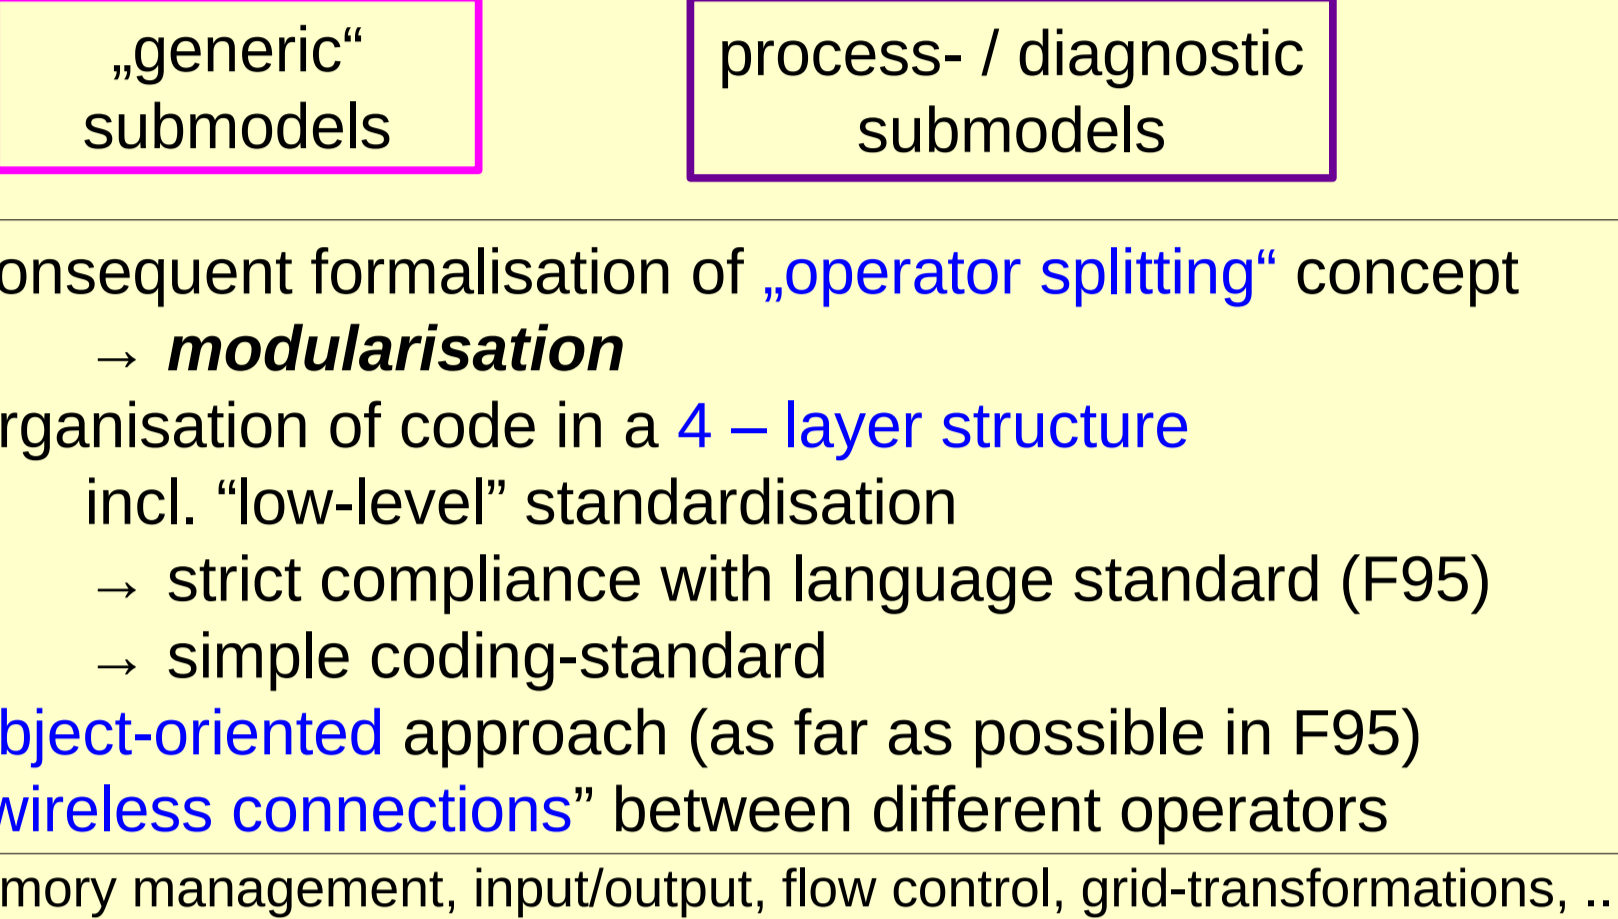 „generic“
submodels
process- / diagnostic
submodels
onsequent formalisation of „operator splitting“ concept
→ modularisation
rganisation of code in a 4 – layer structure
incl. “low-level” standardisation
→ strict compliance with language standard (F95)
→ simple coding-standard
bject-oriented approach (as far as possible in F95)
wireless connections” between different operators
mory management, input/output, flow control, grid-transformations, ..